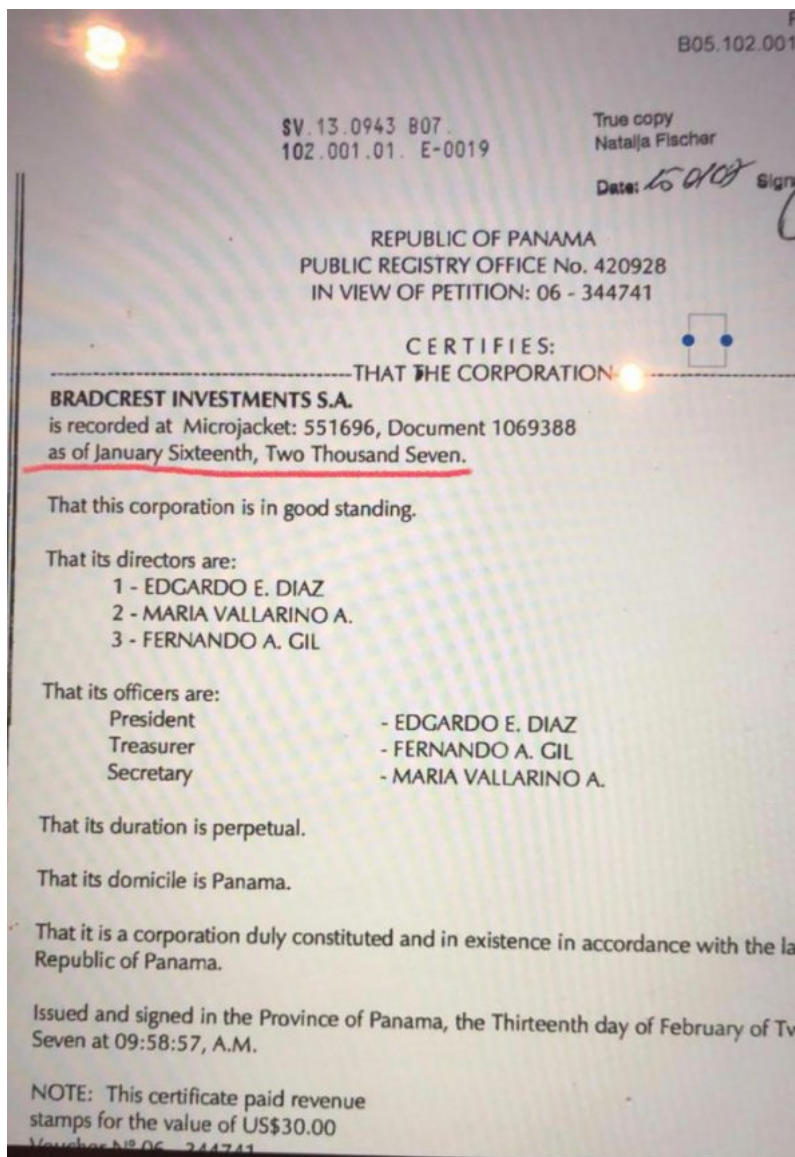 B05.102.001
SV.13.0943 B07.
102.001.01. E-0019
True copy
Natalja Fischer
Date: Sign
REPUBLIC OF PANAMA
PUBLIC REGISTRY OFFICE No. 420928
IN VIEW OF PETITION: 06 - 344741
CERTIFIES:
THAT THE CORPORATION
BRADCREST INVESTMENTS S.A.
is recorded at Microjacket: 551696, Document 1069388
as of January Sixteenth, Two Thousand Seven.
That this corporation is in good standing.
That its directors are:
1 - EDGARDO E. DIAZ
2 - MARIA VALLARINO A.
3 - FERNANDO A. GIL
That its officers are:
President - EDGARDO E. DIAZ
Treasurer - FERNANDO A. GIL
Secretary - MARIA VALLARINO A.
That its duration is perpetual.
That its domicile is Panama.
That it is a corporation duly constituted and in existence in accordance with the la
Republic of Panama.
Issued and signed in the Province of Panama, the Thirteenth day of February of Tw
Seven at 09:58:57, A.M.
NOTE: This certificate paid revenue
stamps for the value of US$30.00
Voucher Nº 06 - 344741